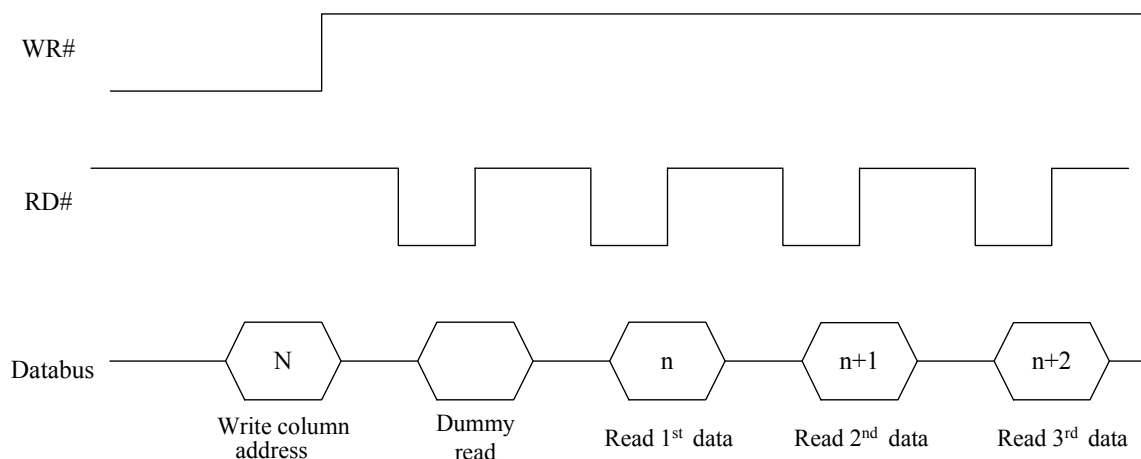 WR#
RD#
Databus
N
n
n+1
n+2
Write column
address
Dummy
read
Read 1st data
Read 2nd data
Read 3rd data